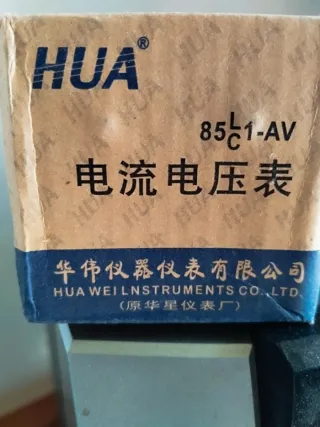 HUA®
85L/C1-AV
电流电压表
华伟仪器仪表有限公司
HUA WEI LNSTRUMENTS CO.,LTD.
(原华星仪表厂)